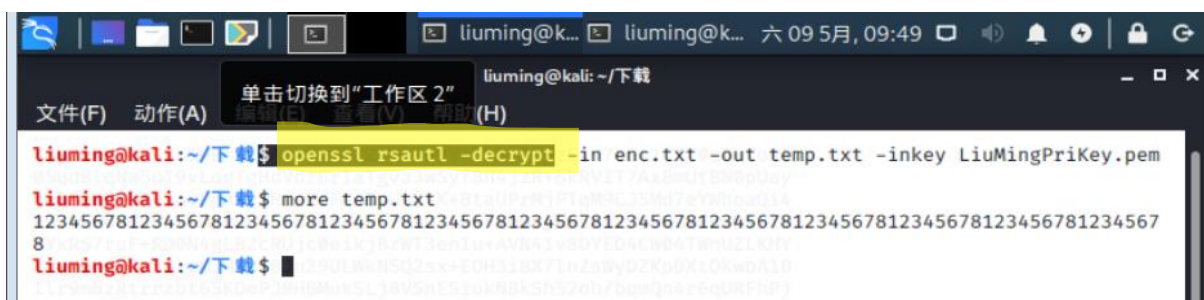 liuming@k... liuming@k... 六 09 5月, 09:49
liuming@kali: ~/下载
单击切换到“工作区 2”
文件(F) 动作(A) 编辑(E) 查看(V) 帮助(H)
liuming@kali:~/下载$ openssl rsautl -decrypt -in enc.txt -out temp.txt -inkey LiuMingPriKey.pem
liuming@kali:~/下载$ more temp.txt
1234567812345678123456781234567812345678123456781234567812345678123456781234567812345678123456781234567
8
liuming@kali:~/下载$